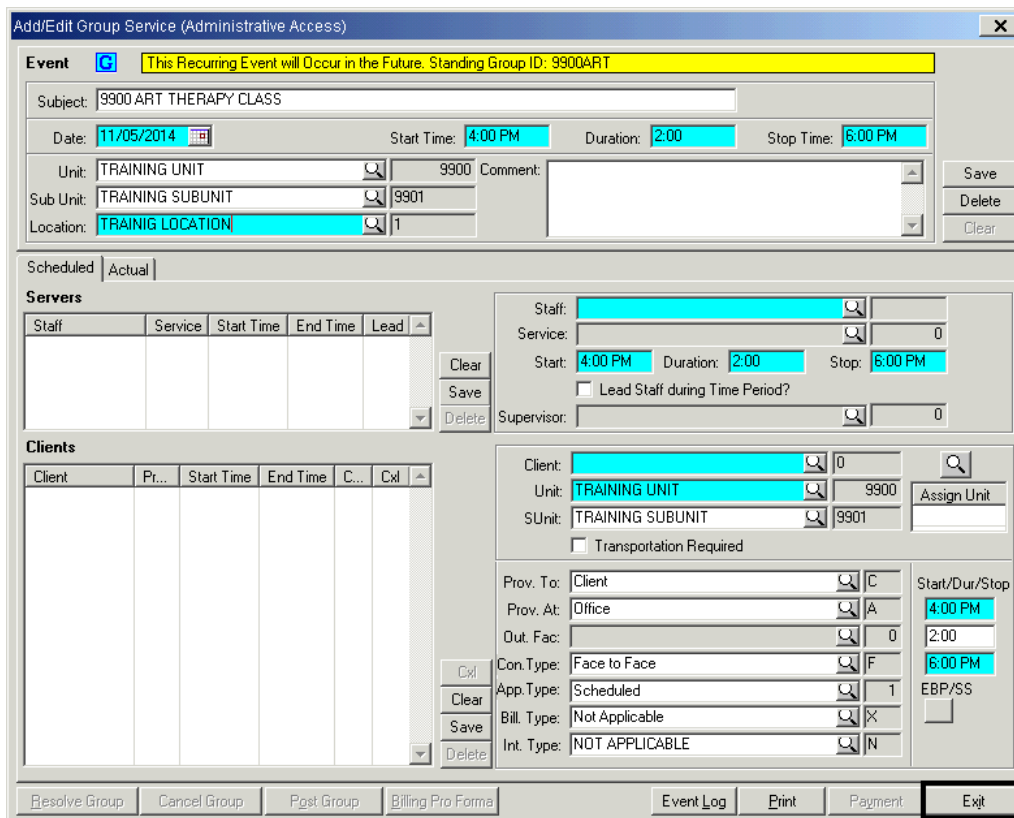 Add/Edit Group Service (Administrative Access)
Event G This Recurring Event will Occur in the Future. Standing Group ID: 9900ART
Subject: 9900 ART THERAPY CLASS
Date: 11/05/2014 Start Time: 4:00 PM Duration: 2:00 Stop Time: 6:00 PM
Unit: TRAINING UNIT 9900 Comment:
Sub Unit: TRAINING SUBUNIT 9901
Location: TRAINIG LOCATION 1
Save
Delete
Clear
Scheduled Actual
Servers
Staff Service Start Time End Time Lead
Clear
Save
Delete
Staff:
Service: 0
Start: 4:00 PM Duration: 2:00 Stop: 6:00 PM
Lead Staff during Time Period?
Supervisor: 0
Clients
Client Pr... Start Time End Time C... Cxl
Cxl
Clear
Save
Delete
Client: 0
Unit: TRAINING UNIT 9900
SUnit: TRAINING SUBUNIT 9901
Assign Unit
Transportation Required
Prov. To: Client C
Prov. At: Office A
Out. Fac: 0
Con.Type: Face to Face F
App.Type: Scheduled 1
Bill. Type: Not Applicable X
Int. Type: NOT APPLICABLE N
Start/Dur/Stop
4:00 PM
2:00
6:00 PM
EBP/SS
Resolve Group Cancel Group Post Group Billing Pro Forma Event Log Print Payment Exit